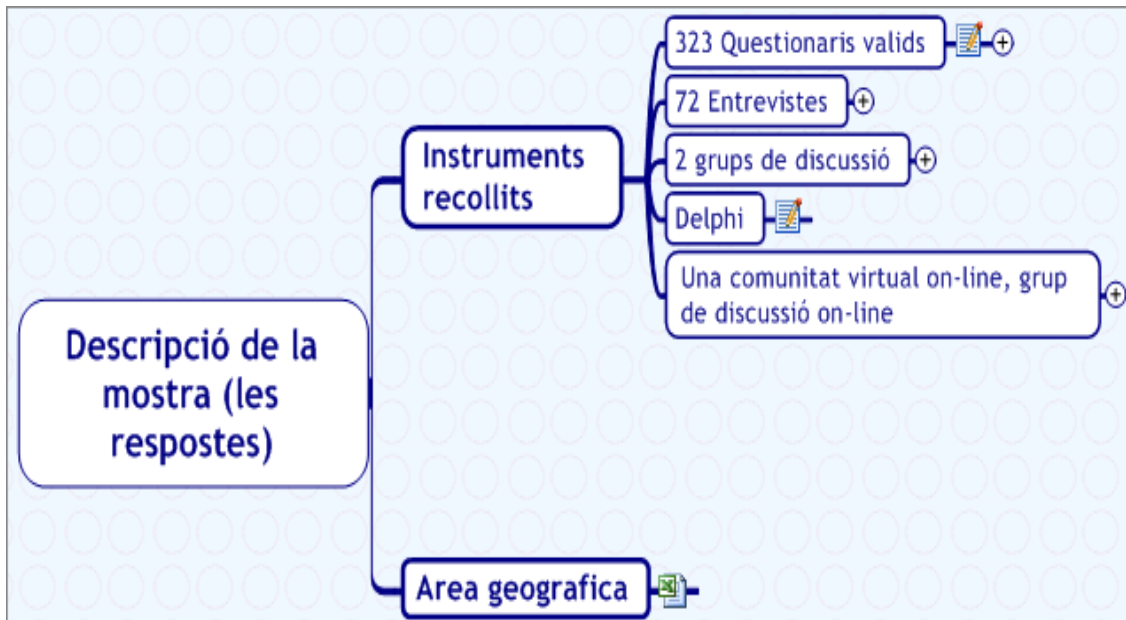 Descripció de la
mostra (les
respostes)
Instruments
recollits
323 Questionaris valids
72 Entrevistes
2 grups de discussió
Delphi
Una comunitat virtual on-line, grup
de discussió on-line
Area geografica